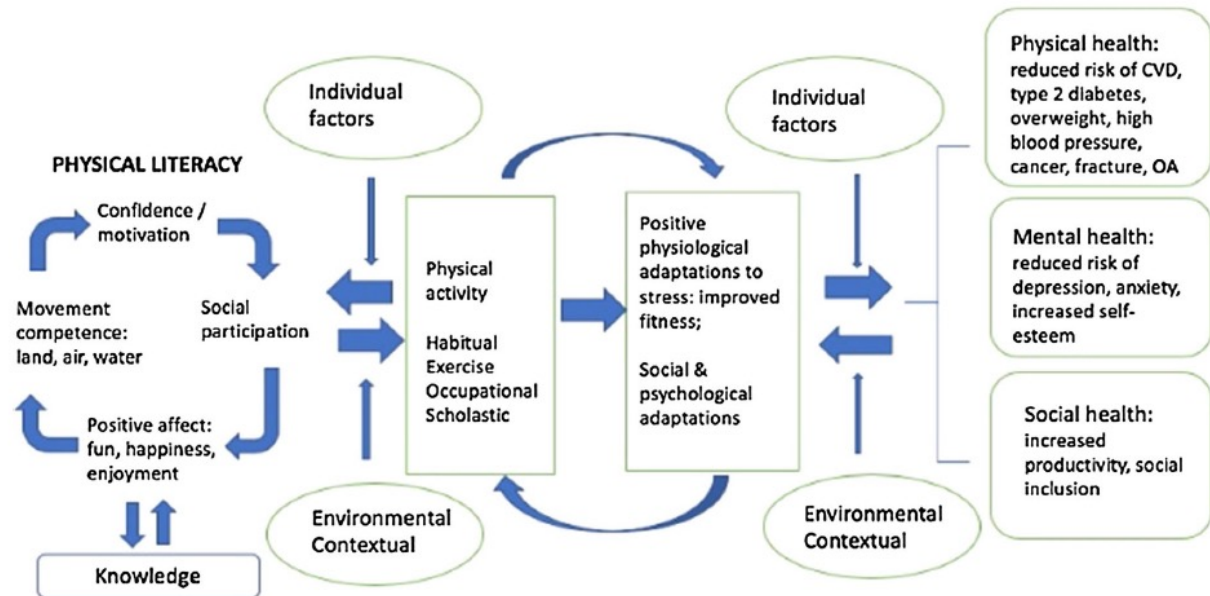 PHYSICAL LITERACY
Confidence /
motivation
Movement
competence:
land, air, water
Social
participation
Positive affect:
fun, happiness,
enjoyment
Knowledge
Individual
factors
Physical
activity
Habitual
Exercise
Occupational
Scholastic
Environmental
Contextual
Positive
physiological
adaptations to
stress: improved
fitness;
Social &
psychological
adaptations
Individual
factors
Environmental
Contextual
Physical health:
reduced risk of CVD,
type 2 diabetes,
overweight, high
blood pressure,
cancer, fracture, OA
Mental health:
reduced risk of
depression, anxiety,
increased self-
esteem
Social health:
increased
productivity, social
inclusion